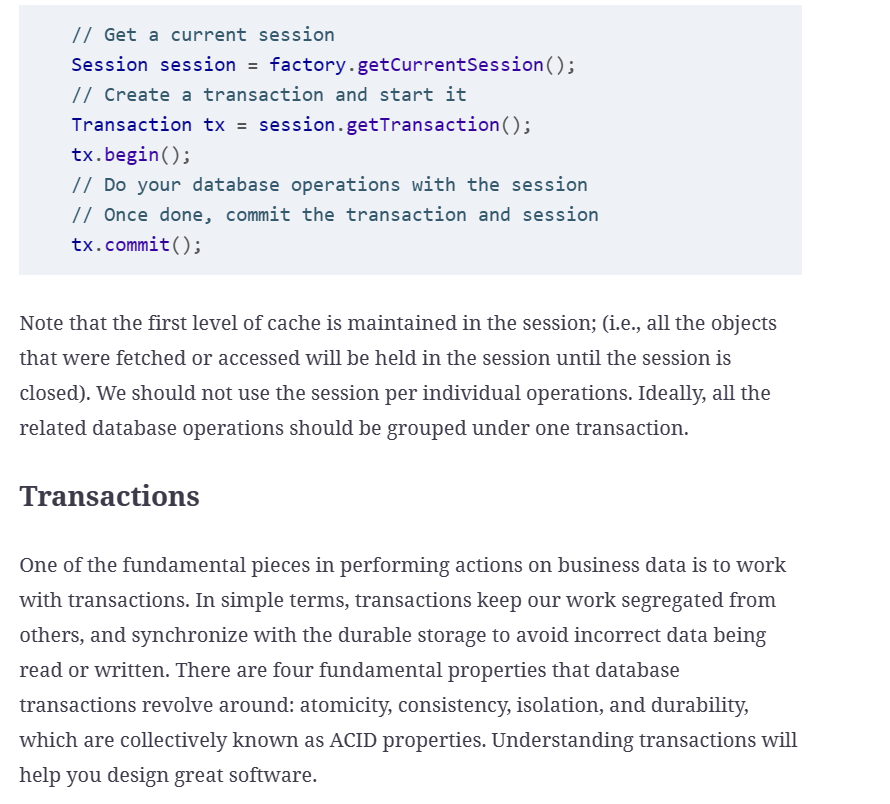 // Get a current session
Session session = factory.getCurrentSession();
// Create a transaction and start it
Transaction tx = session.getTransaction();
tx.begin();
// Do your database operations with the session
// Once done, commit the transaction and session
tx.commit();
Note that the first level of cache is maintained in the session; (i.e., all the objects
that were fetched or accessed will be held in the session until the session is
closed). We should not use the session per individual operations. Ideally, all the
related database operations should be grouped under one transaction.
Transactions
One of the fundamental pieces in performing actions on business data is to work
with transactions. In simple terms, transactions keep our work segregated from
others, and synchronize with the durable storage to avoid incorrect data being
read or written. There are four fundamental properties that database
transactions revolve around: atomicity, consistency, isolation, and durability,
which are collectively known as ACID properties. Understanding transactions will
help you design great software.